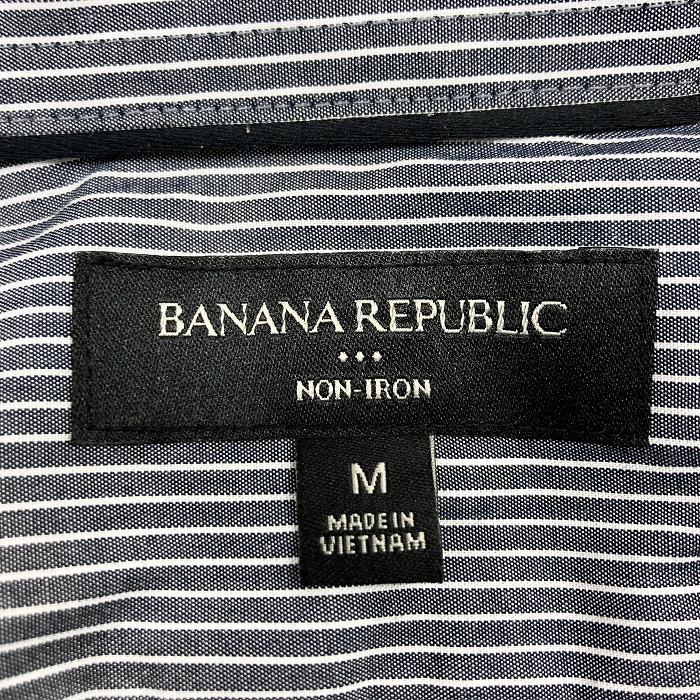 BANANA REPUBLIC
•••
NON-IRON
M
MADE IN
VIETNAM